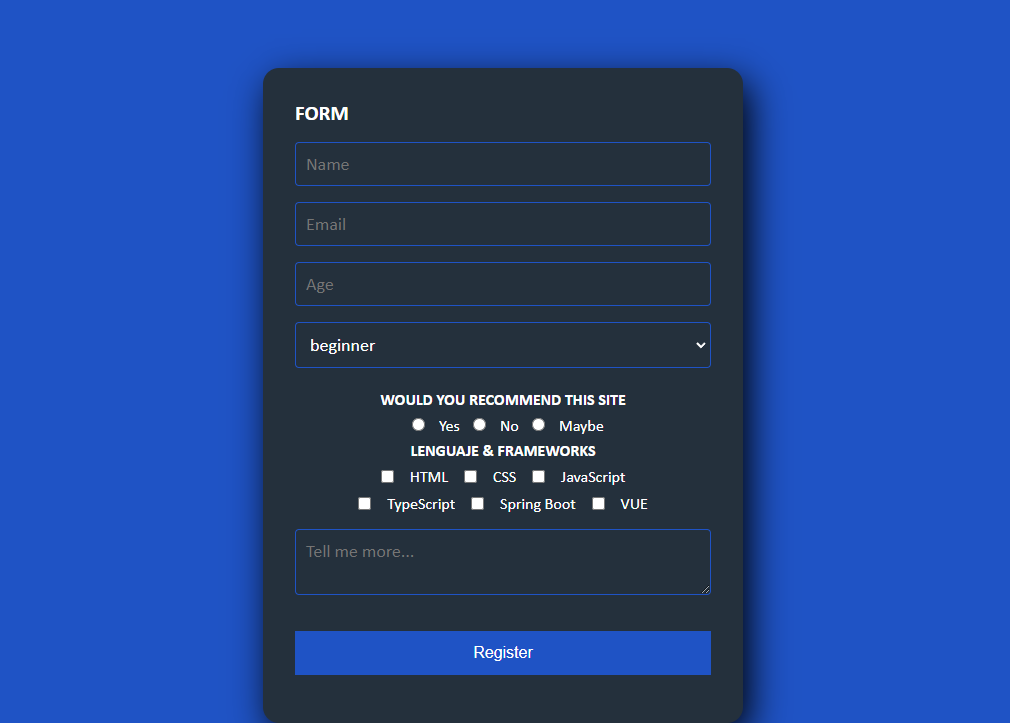 FORM
Name
Email
Age
beginner
WOULD YOU RECOMMEND THIS SITE
Yes No Maybe
LENGUAJE & FRAMEWORKS
HTML CSS JavaScript
TypeScript Spring Boot VUE
Tell me more...
Register